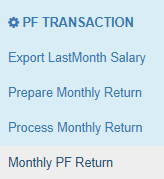 PF TRANSACTION
Export LastMonth Salary
Prepare Monthly Return
Process Monthly Return
Monthly PF Return